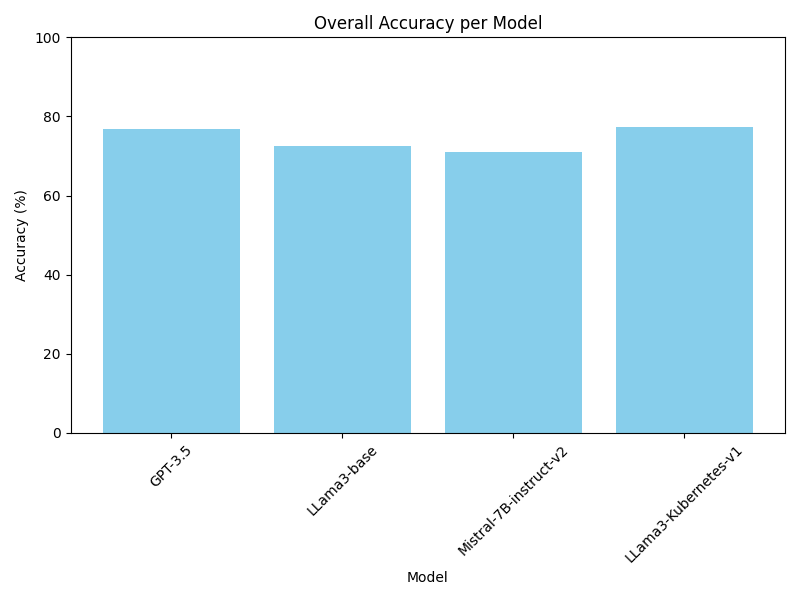 Overall Accuracy per Model
Accuracy (%)
100
80
60
40
20
0
GPT-3.5
LLama3-base
Mistral-7B-instruct-v2
LLama3-Kubernetes-v1
Model